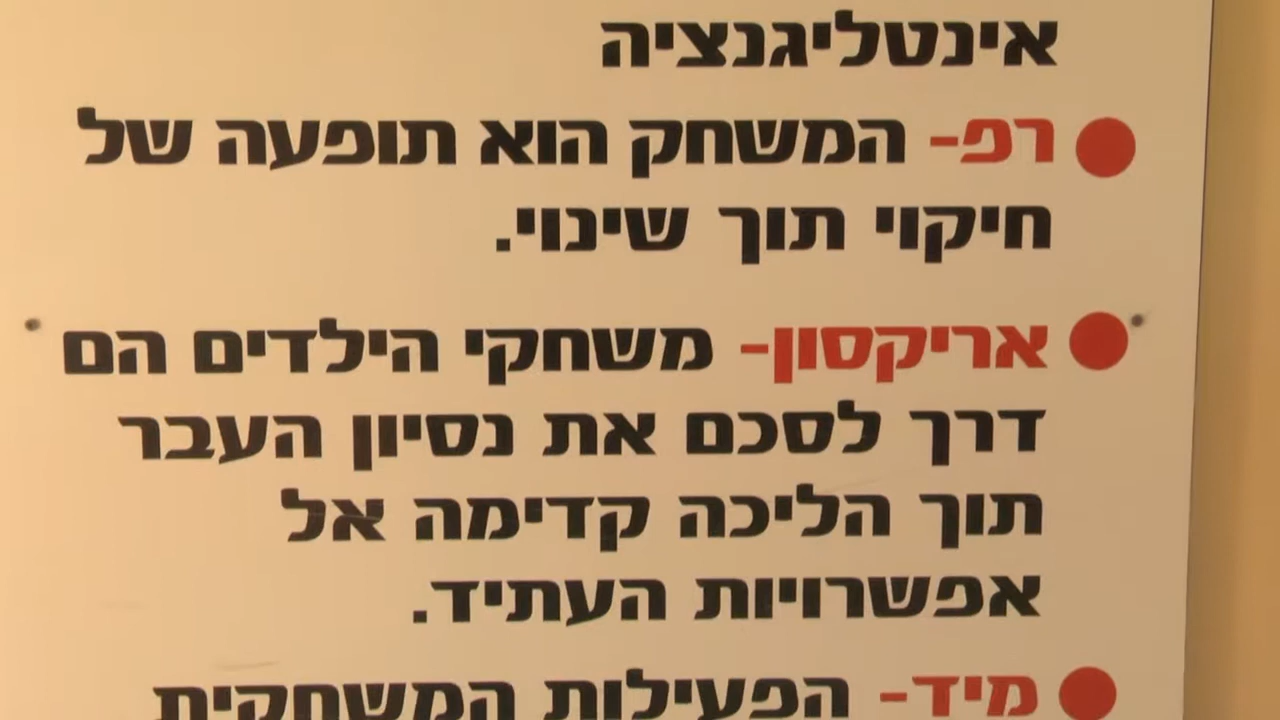 אינטליגנציה
רפ- המשחק הוא תופעה של
חיקוי תוך שינוי.
אריקסון- משחקי הילדים הם
דרך לסכם את נסיון העבר
תוך הליכה קדימה אל
אפשרויות העתיד.
מיד- הפעילות המשחקית